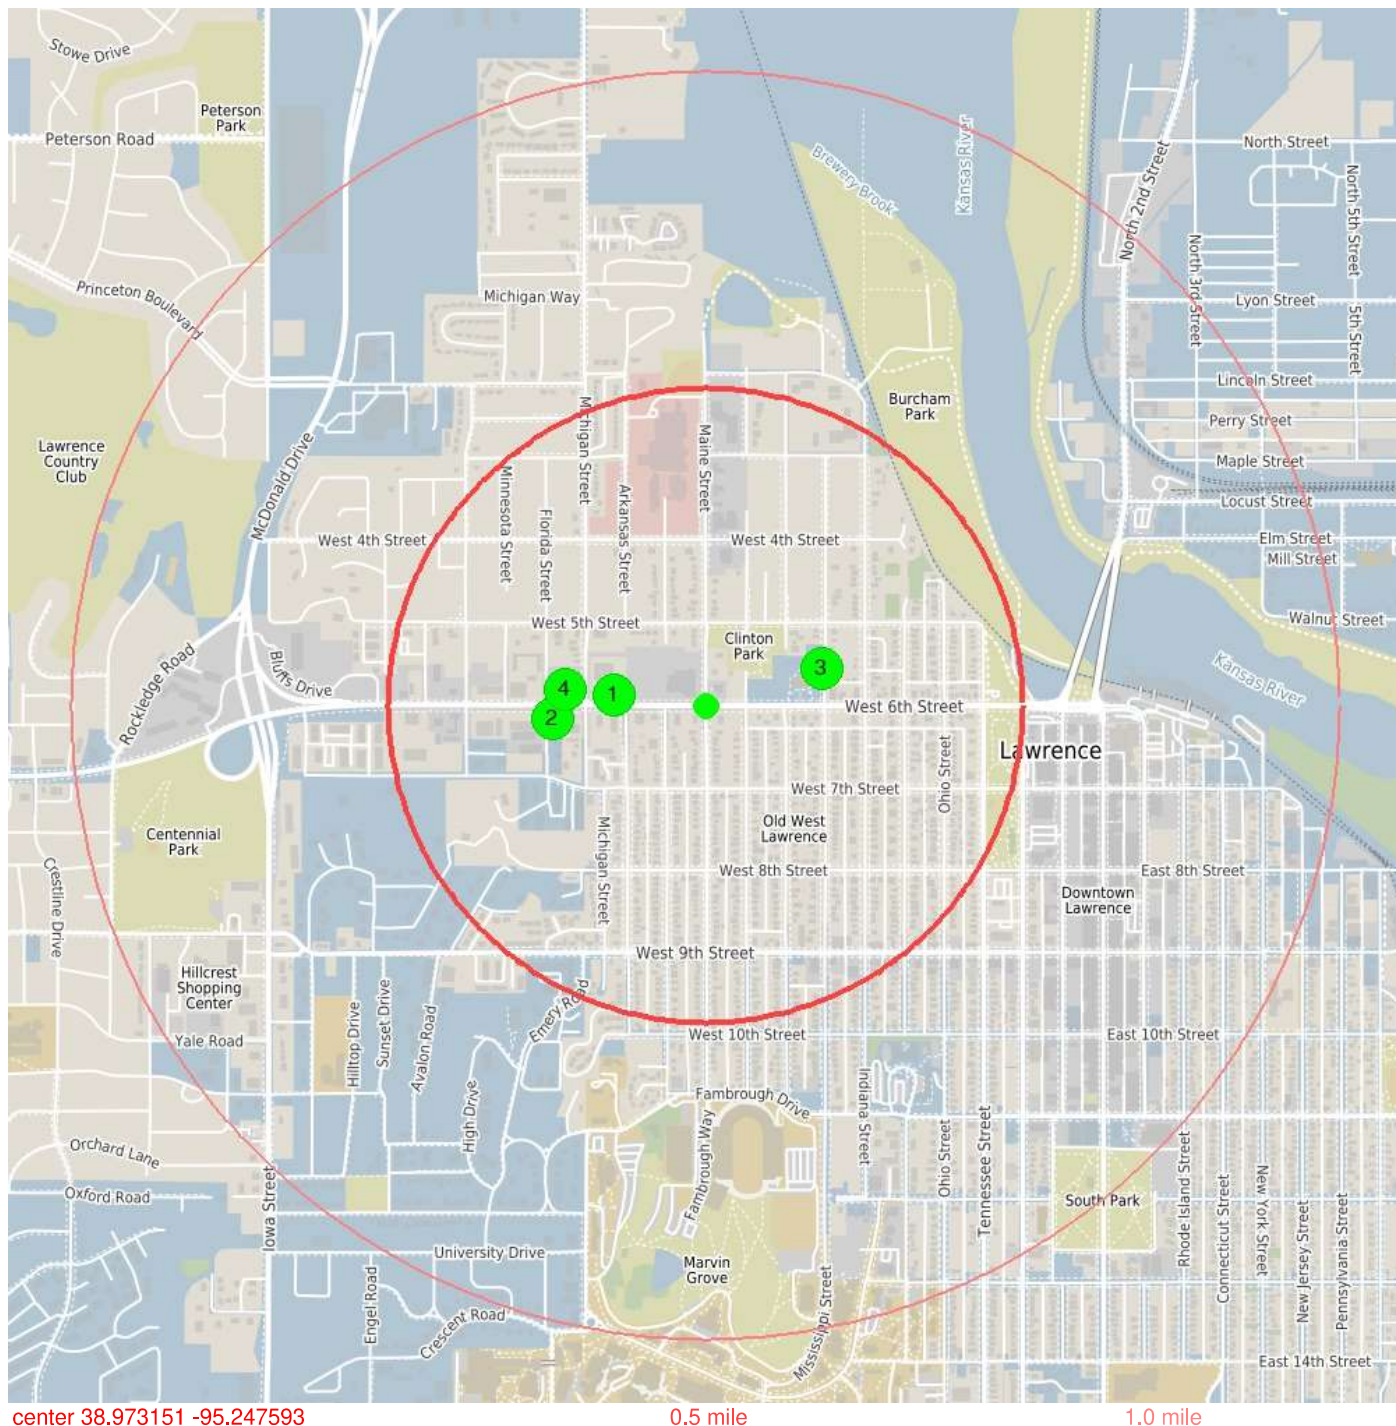 Stowe Drive
Peterson
Park
Peterson Road
Kansas River
Brewery Brook
North 2nd Street
North Street
North 5th Street
North 3rd Street
Princeton Boulevard
Michigan Way
Lyon Street
5th Street
Lincoln Street
Perry Street
Maple Street
Locust Street
Elm Street
Mill Street
Walnut Street
Kansas River
Burcham
Park
Lawrence
Country
Club
McDonald Drive
Michigan Street
Maine Street
Minnesota Street
Arkansas Street
Florida Street
West 4th Street
West 4th Street
West 5th Street
Clinton
Park
Rockledge Road
Bluffs Drive
4
1
3
2
West 6th Street
Lawrence
Ohio Street
West 7th Street
Old West
Lawrence
Centennial
Park
Michigan Street
West 8th Street
East 8th Street
Downtown
Lawrence
Crestline Drive
West 9th Street
Hillcrest
Shopping
Center
Yale Road
Hilltop Drive
Sunset Drive
Avalon Road
Emery Road
West 10th Street
East 10th Street
High Drive
Fambrough Drive
Fambrough Way
Indiana Street
Ohio Street
Tennessee Street
Orchard Lane
Oxford Road
Iowa Street
South Park
Rhode Island Street
Connecticut Street
New York Street
New Jersey Street
Pennsylvania Street
University Drive
Marvin
Grove
Engel Road
Crescent Road
Mississippi Street
East 14th Street
center 38.973151 -95.247593
0.5 mile
1.0 mile